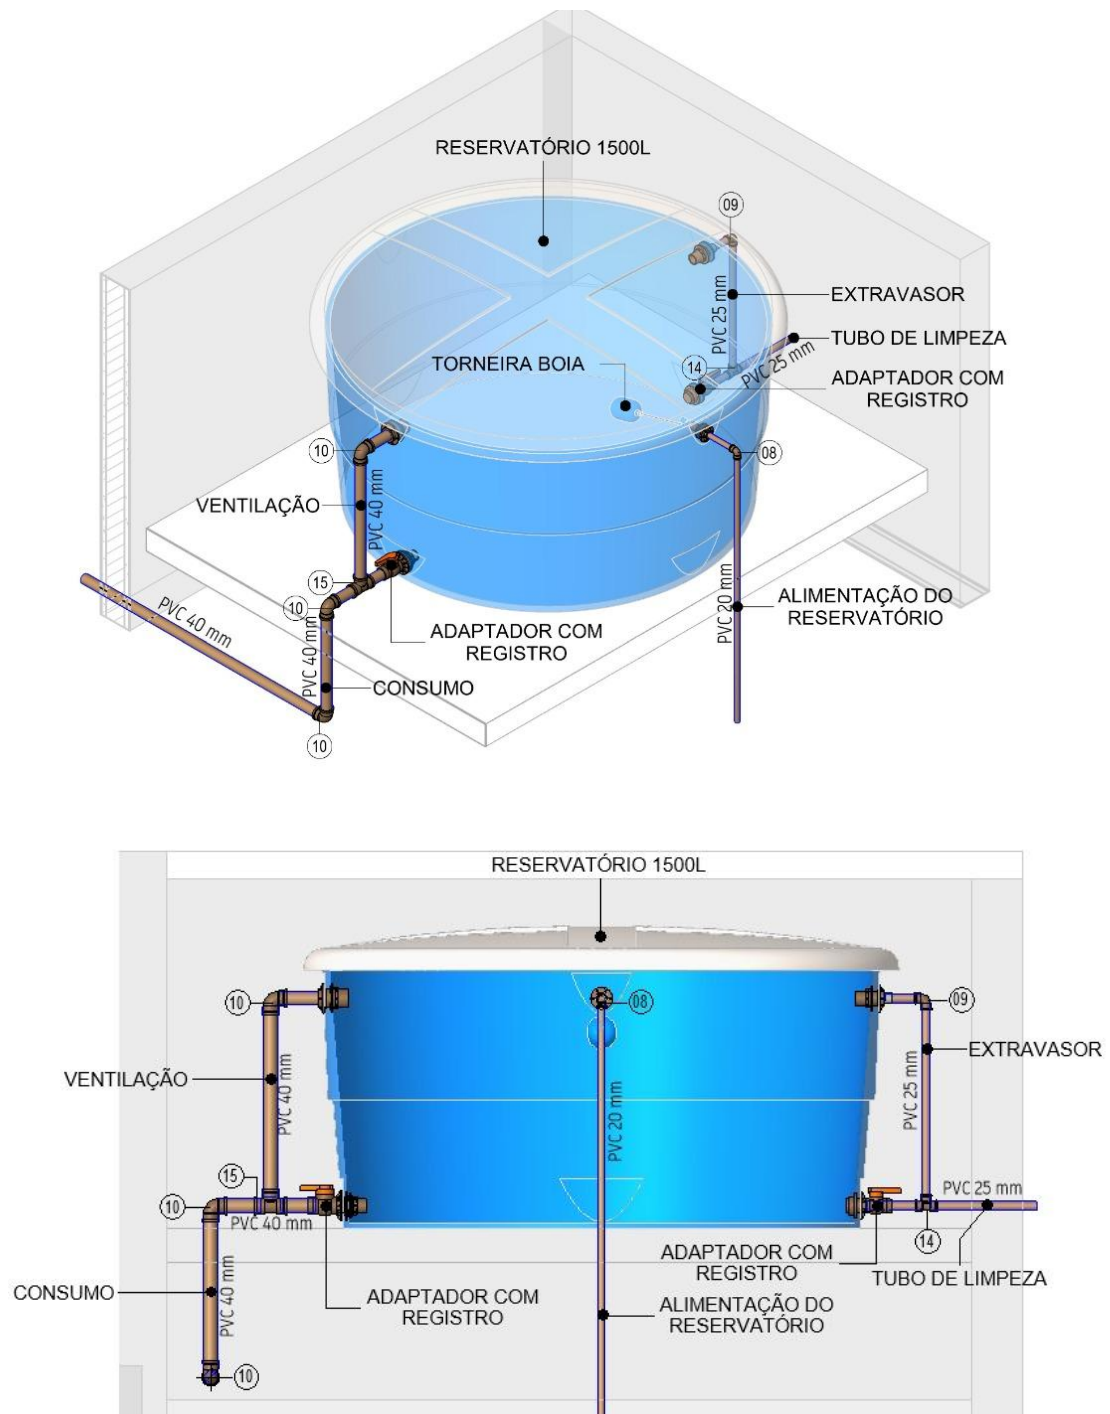 RESERVATÓRIO 1500L
09
PVC 25 mm
EXTRAVASOR
TUBO DE LIMPEZA
PVC 25 mm
14
TORNEIRA BOIA
ADAPTADOR COM
REGISTRO
10
08
VENTILAÇÃO
PVC 40 mm
15
10
PVC 40 mm
PVC 40 mm
ADAPTADOR COM
REGISTRO
PVC 20 mm
ALIMENTAÇÃO DO
RESERVATÓRIO
CONSUMO
10
RESERVATÓRIO 1500L
10
08
09
VENTILAÇÃO
PVC 40 mm
PVC 20 mm
PVC 25 mm
EXTRAVASOR
15
10
PVC 40 mm
PVC 25 mm
14
CONSUMO
PVC 40 mm
ADAPTADOR COM
REGISTRO
ADAPTADOR COM
REGISTRO
TUBO DE LIMPEZA
ALIMENTAÇÃO DO
RESERVATÓRIO
10